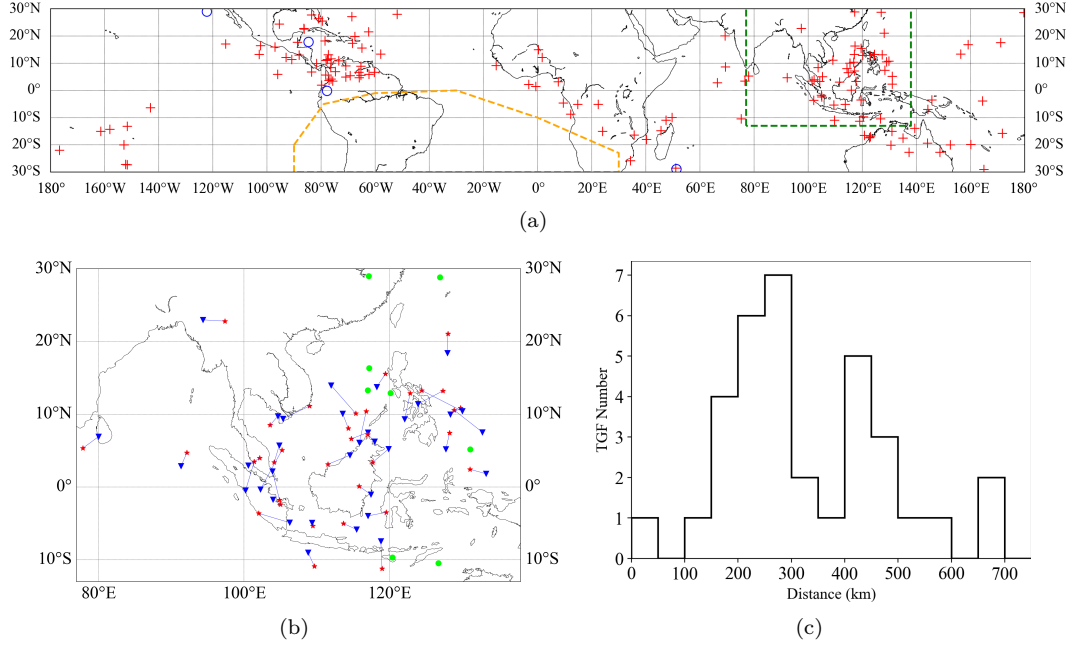 30°N 30°N
20°N 20°N
10°N 10°N
0° 0°
10°S 10°S
20°S 20°S
30°S 30°S
180° 160°W 140°W 120°W 100°W 80°W 60°W 40°W 20°W 0° 20°E 40°E 60°E 80°E 100°E 120°E 140°E 160°E 180°
(a)
30°N 30°N
20°N 20°N
10°N 10°N
0° 0°
10°S 10°S
80°E 100°E 120°E
(b)
7
6
5
4
3
2
1
0
TGF Number
0 100 200 300 400 500 600 700
Distance (km)
(c)